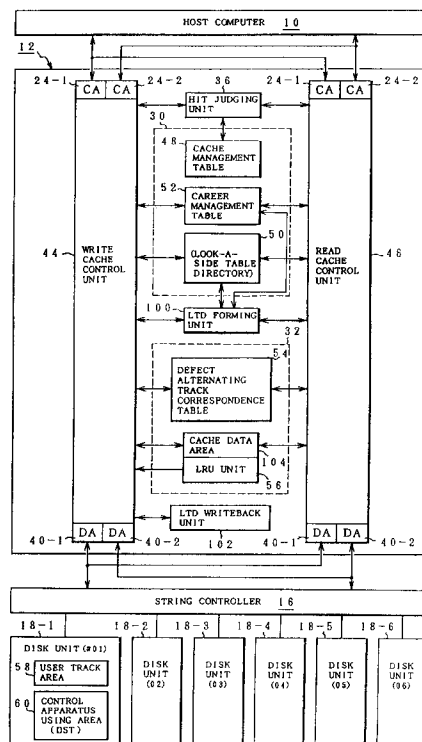 HOST COMPUTER 10
12
24-1 24-2 36 24-1 24-2
CA CA HIT JUDGING UNIT CA CA
30
48 CACHE MANAGEMENT TABLE
52 CAREER MANAGEMENT TABLE
50
44 WRITE CACHE CONTROL UNIT
(LOOK-A-SIDE TABLE DIRECTORY)
READ CACHE CONTROL UNIT 46
100 LTD FORMING UNIT
32
54
DEFECT ALTERNATING TRACK CORRESPONDENCE TABLE
CACHE DATA AREA 104
LRU UNIT 56
LTD WRITEBACK UNIT 102
DA DA DA DA
40-1 40-2 40-1 40-2
STRING CONTROLLER 16
18-1 18-2 18-3 18-4 18-5 18-6
DISK UNIT (#01)
58 USER TRACK AREA
60 CONTROL APPARATUS USING AREA (DST)
DISK UNIT (02)
DISK UNIT (03)
DISK UNIT (04)
DISK UNIT (05)
DISK UNIT (06)